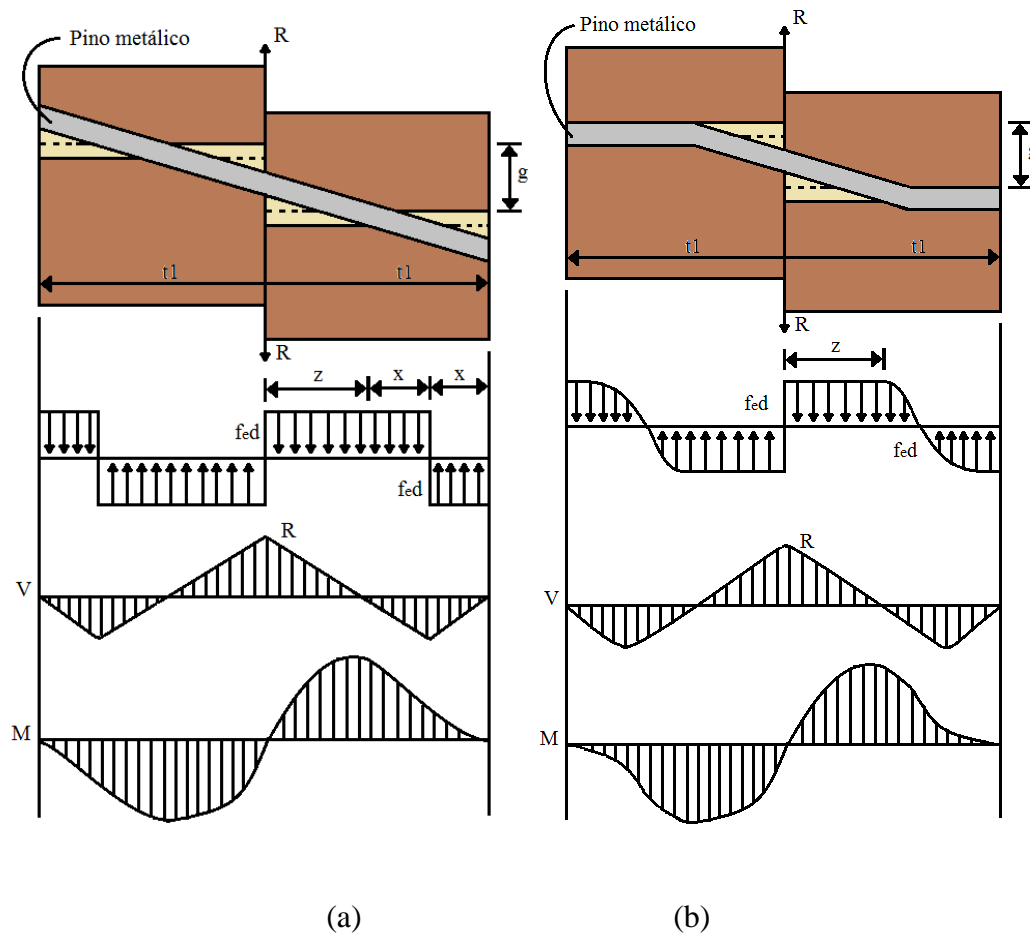 Pino metálico
R
g
t1 t1
R
z x x
fed
fed
R
V
M
(a)
Pino metálico
R
t1 t1
R
z
fed
fed
R
V
M
(b)